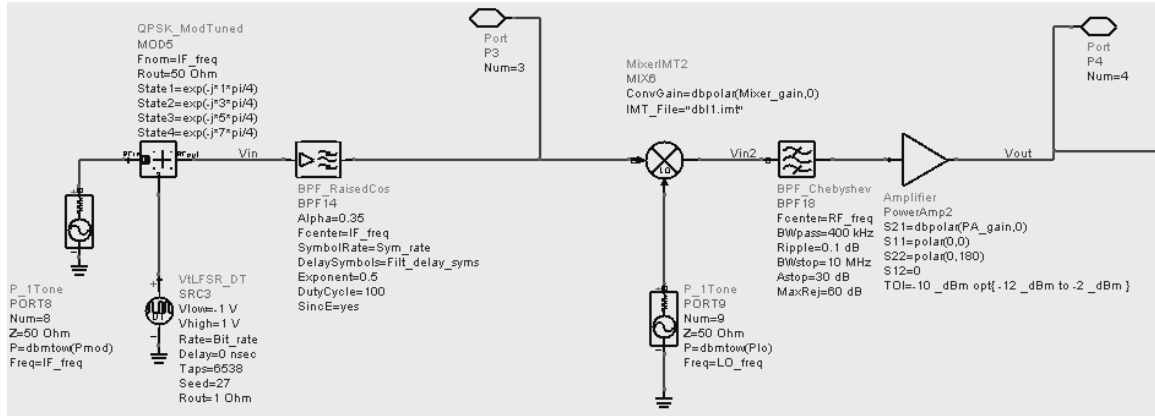 QPSK_ModTuned
MOD5
Fnom=IF_freq
Rout=50 Ohm
State1=exp(-j*1*pi/4)
State2=exp(-j*3*pi/4)
State3=exp(-j*5*pi/4)
State4=exp(-j*7*pi/4)
Vin
P_1Tone
PORT8
Num=8
Z=50 Ohm
P=dbmtow(Pmod)
Freq=IF_freq
VtLFSR_DT
SRC3
Vlow=-1 V
Vhigh=1 V
Rate=Bit_rate
Delay=0 nsec
Taps=6538
Seed=27
Rout=1 Ohm
BPF_RaisedCos
BPF14
Alpha=0.35
Fcenter=IF_freq
SymbolRate=Sym_rate
DelaySymbols=Filt_delay_syms
Exponent=0.5
DutyCycle=100
SincE=yes
Port
P3
Num=3
MixerIMT2
MIX6
ConvGain=dbpolar(Mixer_gain,0)
IMT_File="dbl1.imt"
LO
P_1Tone
PORT9
Num=9
Z=50 Ohm
P=dbmtow(Plo)
Freq=LO_freq
Vin2
BPF_Chebyshev
BPF18
Fcenter=RF_freq
BWpass=400 kHz
Ripple=0.1 dB
BWstop=10 MHz
Astop=30 dB
MaxRej=60 dB
Amplifier
PowerAmp2
S21=dbpolar(PA_gain,0)
S11=polar(0,0)
S22=polar(0,180)
S12=0
TOI=-10 _dBm opt{ -12 _dBm to -2 _dBm }
Vout
Port
P4
Num=4